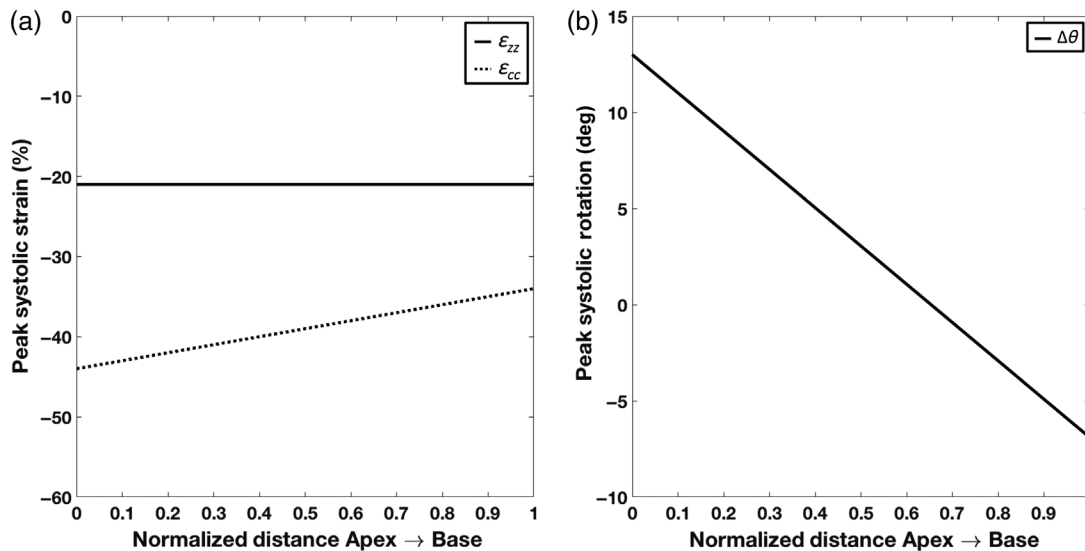 (a)
0
−10
−20
−30
−40
−50
−60
Peak systolic strain (%)
εzz
εcc
0 0.1 0.2 0.3 0.4 0.5 0.6 0.7 0.8 0.9 1
Normalized distance Apex → Base
(b)
15
10
5
0
−5
−10
Peak systolic rotation (deg)
Δθ
0 0.1 0.2 0.3 0.4 0.5 0.6 0.7 0.8 0.9
Normalized distance Apex → Base